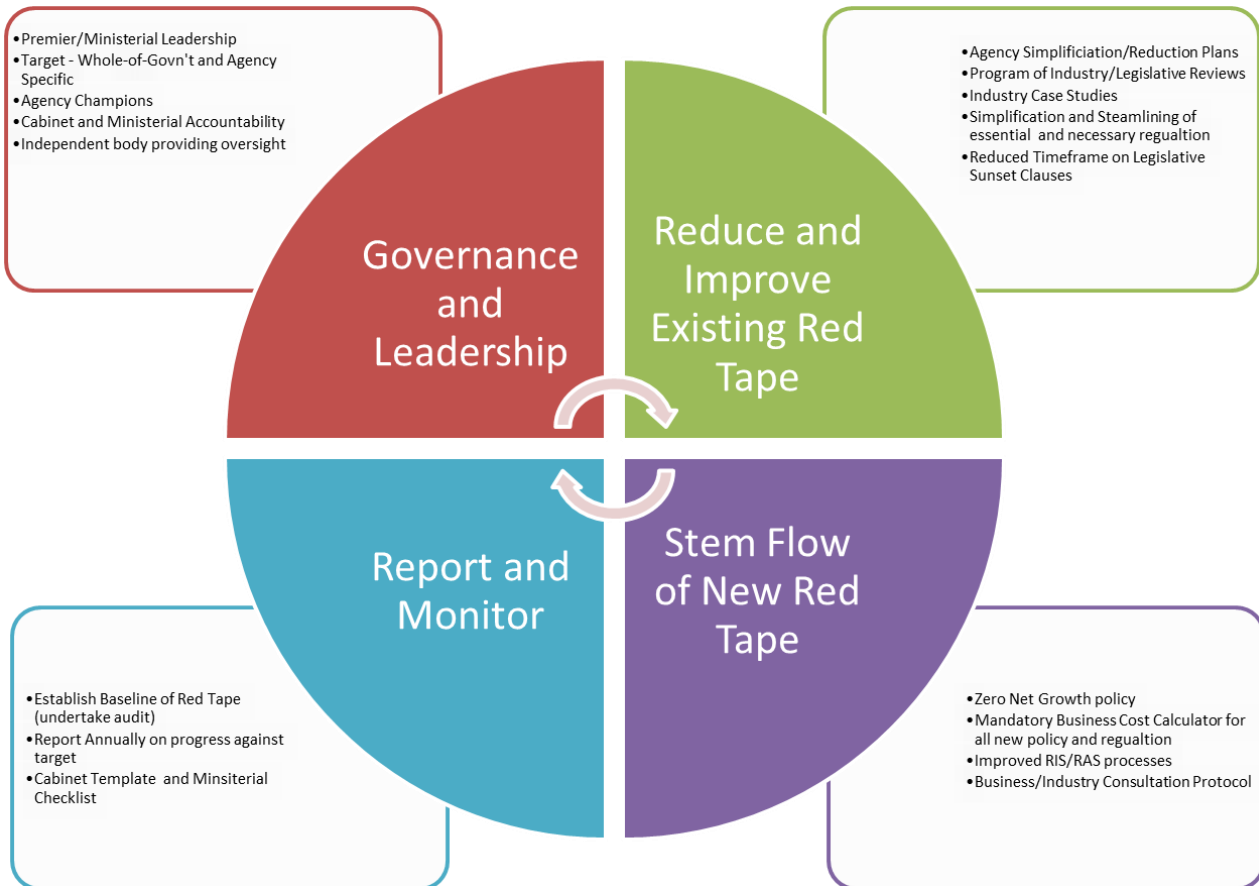 •Premier/Ministerial Leadership
•Target - Whole-of-Govn't and Agency
Specific
•Agency Champions
•Cabinet and Ministerial Accountability
•Independent body providing oversight
•Agency Simplificiation/Reduction Plans
•Program of Industry/Legislative Reviews
•Industry Case Studies
•Simplification and Steamlining of
essential and necessary regualtion
•Reduced Timeframe on Legislative
Sunset Clauses
Governance
and
Leadership
Reduce and
Improve
Existing Red
Tape
Report and
Monitor
Stem Flow
of New Red
Tape
•Establish Baseline of Red Tape
(undertake audit)
•Report Annually on progress against
target
•Cabinet Template and Minsiterial
Checklist
•Zero Net Growth policy
•Mandatory Business Cost Calculator for
all new policy and regualtion
•Improved RIS/RAS processes
•Business/Industry Consultation Protocol